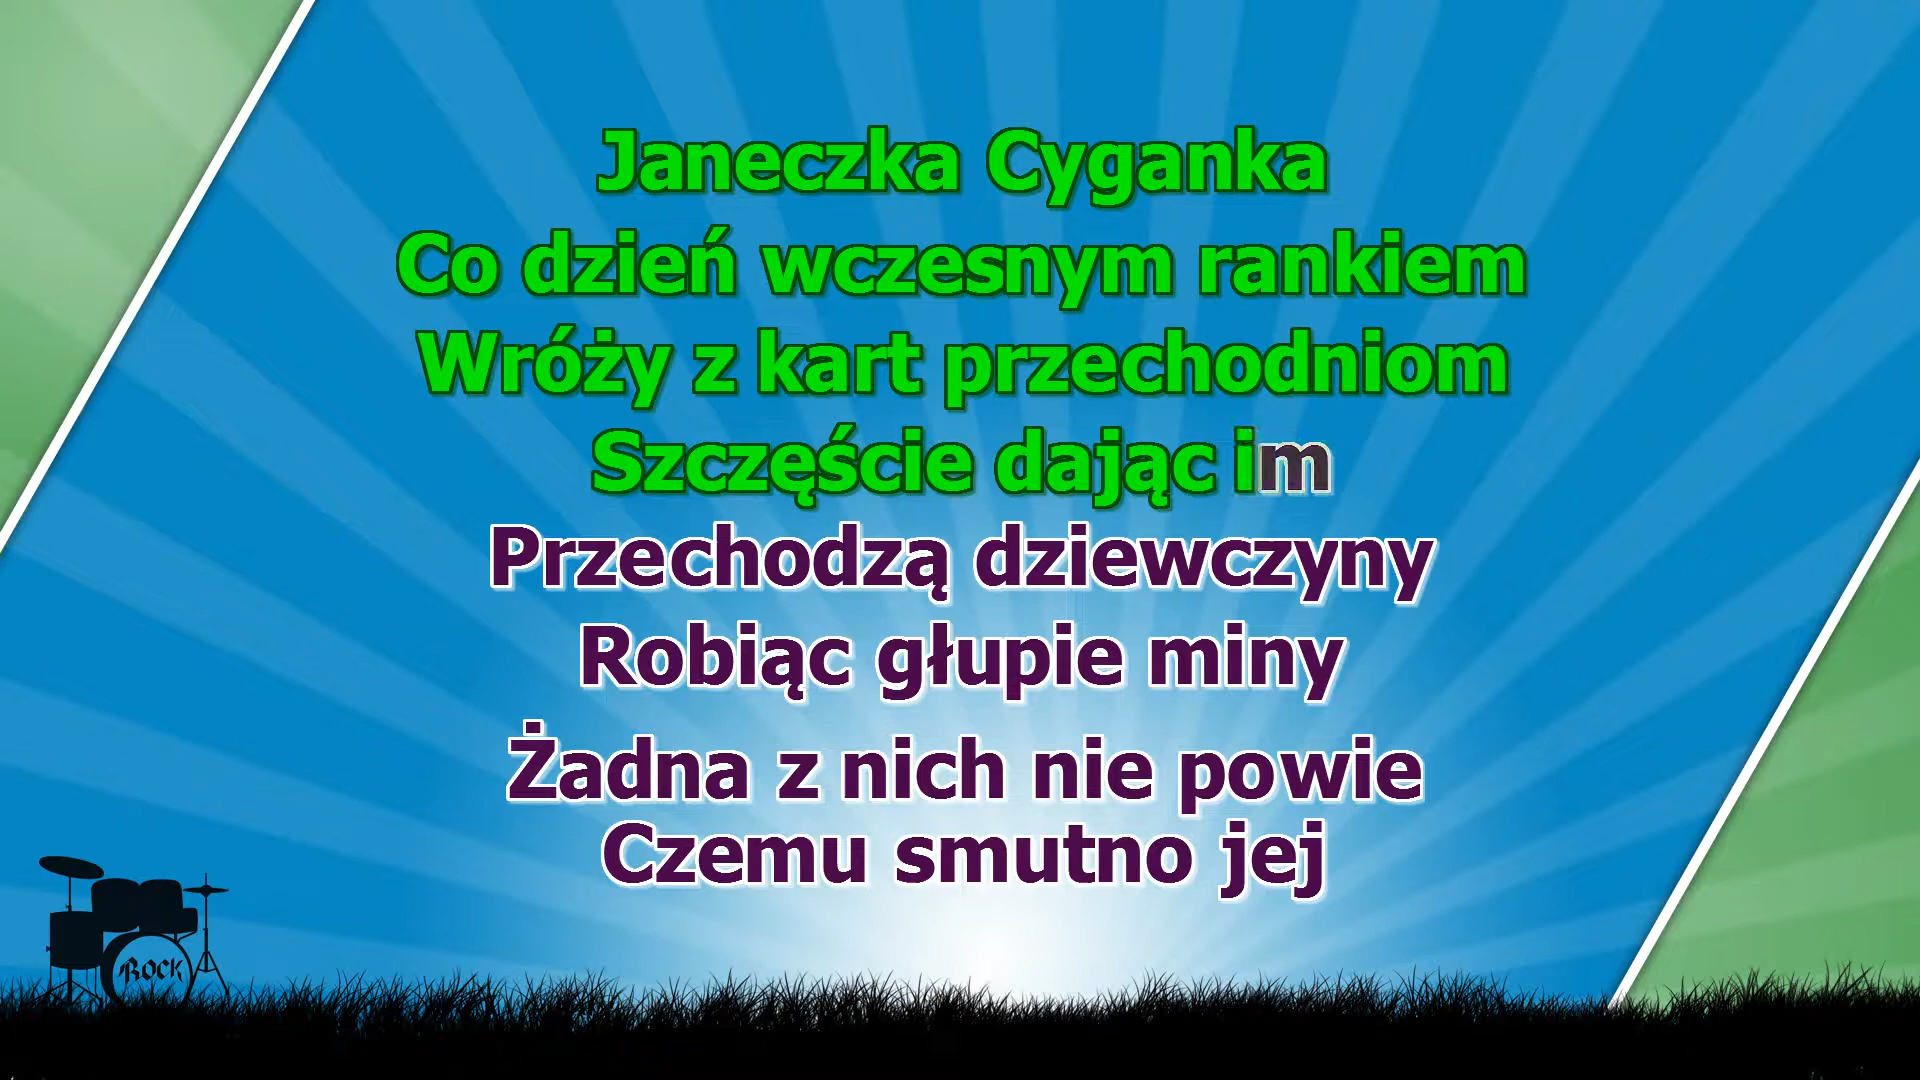 Janeczka Cyganka
Co dzień wczesnym rankiem
Wróży z kart przechodniom
Szczęście dając im
Przechodzą dziewczyny
Robiąc głupie miny
Żadna z nich nie powie
Czemu smutno jej
ROCK